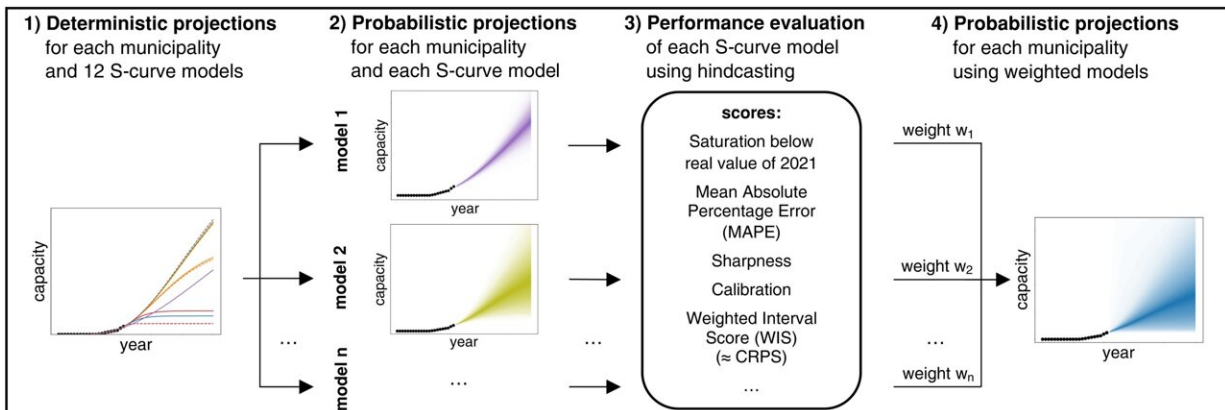 1) Deterministic projections
for each municipality
and 12 S-curve models
capacity
year
2) Probabilistic projections
for each municipality
and each S-curve model
model 1
capacity
year
model 2
capacity
year
...
model n
...
...
3) Performance evaluation
of each S-curve model
using hindcasting
scores:
Saturation below
real value of 2021
Mean Absolute
Percentage Error
(MAPE)
Sharpness
Calibration
Weighted Interval
Score (WIS)
(≈ CRPS)
...
4) Probabilistic projections
for each municipality
using weighted models
weight w₁
weight w₂
...
weight wₙ
capacity
year